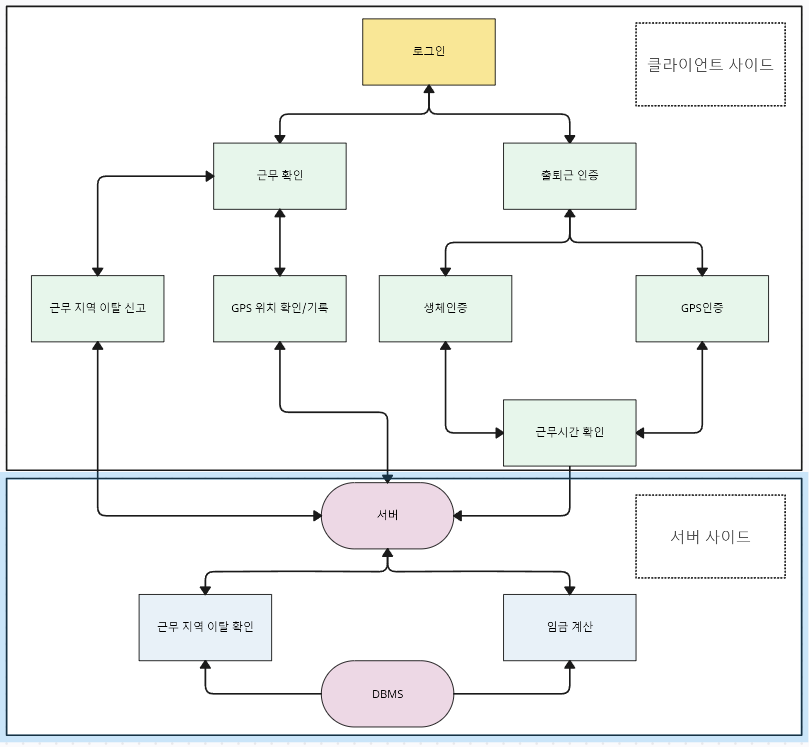 로그인
클라이언트 사이드
근무 확인
출퇴근 인증
근무 지역 이탈 신고
GPS 위치 확인/기록
생체인증
GPS인증
근무시간 확인
서버
서버 사이드
근무 지역 이탈 확인
임금 계산
DBMS